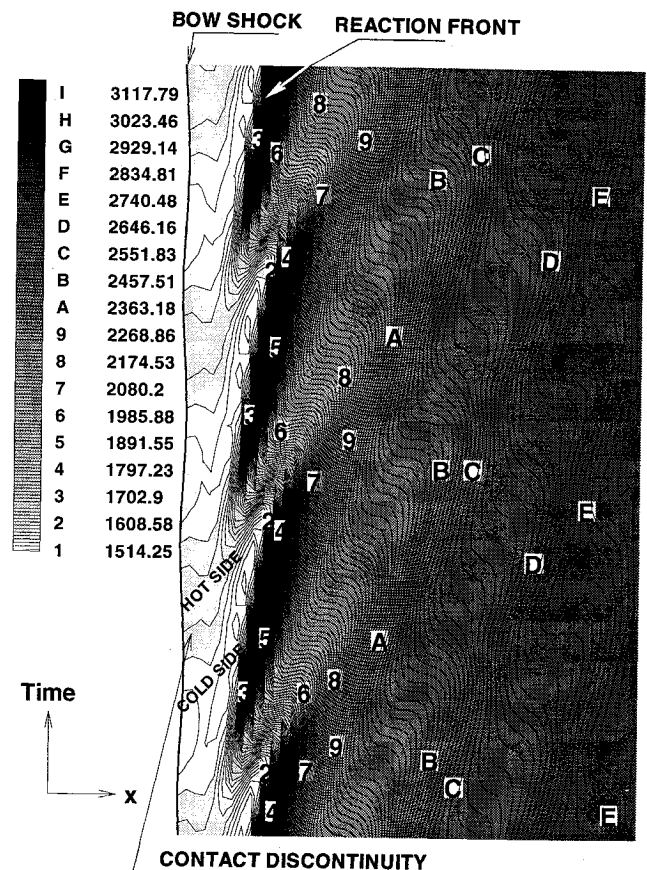 BOW SHOCK
REACTION FRONT
I 3117.79
H 3023.46
G 2929.14
F 2834.81
E 2740.48
D 2646.16
C 2551.83
B 2457.51
A 2363.18
9 2268.86
8 2174.53
7 2080.2
6 1985.88
5 1891.55
4 1797.23
3 1702.9
2 1608.58
1 1514.25
8
3
6
9
C
B
7
E
4
2
D
5
A
8
3
6
9
B
C
7
E
2
4
D
HOT SIDE
5
A
COLD SIDE
3
6
8
9
B
2
7
C
4
E
Time
x
CONTACT DISCONTINUITY